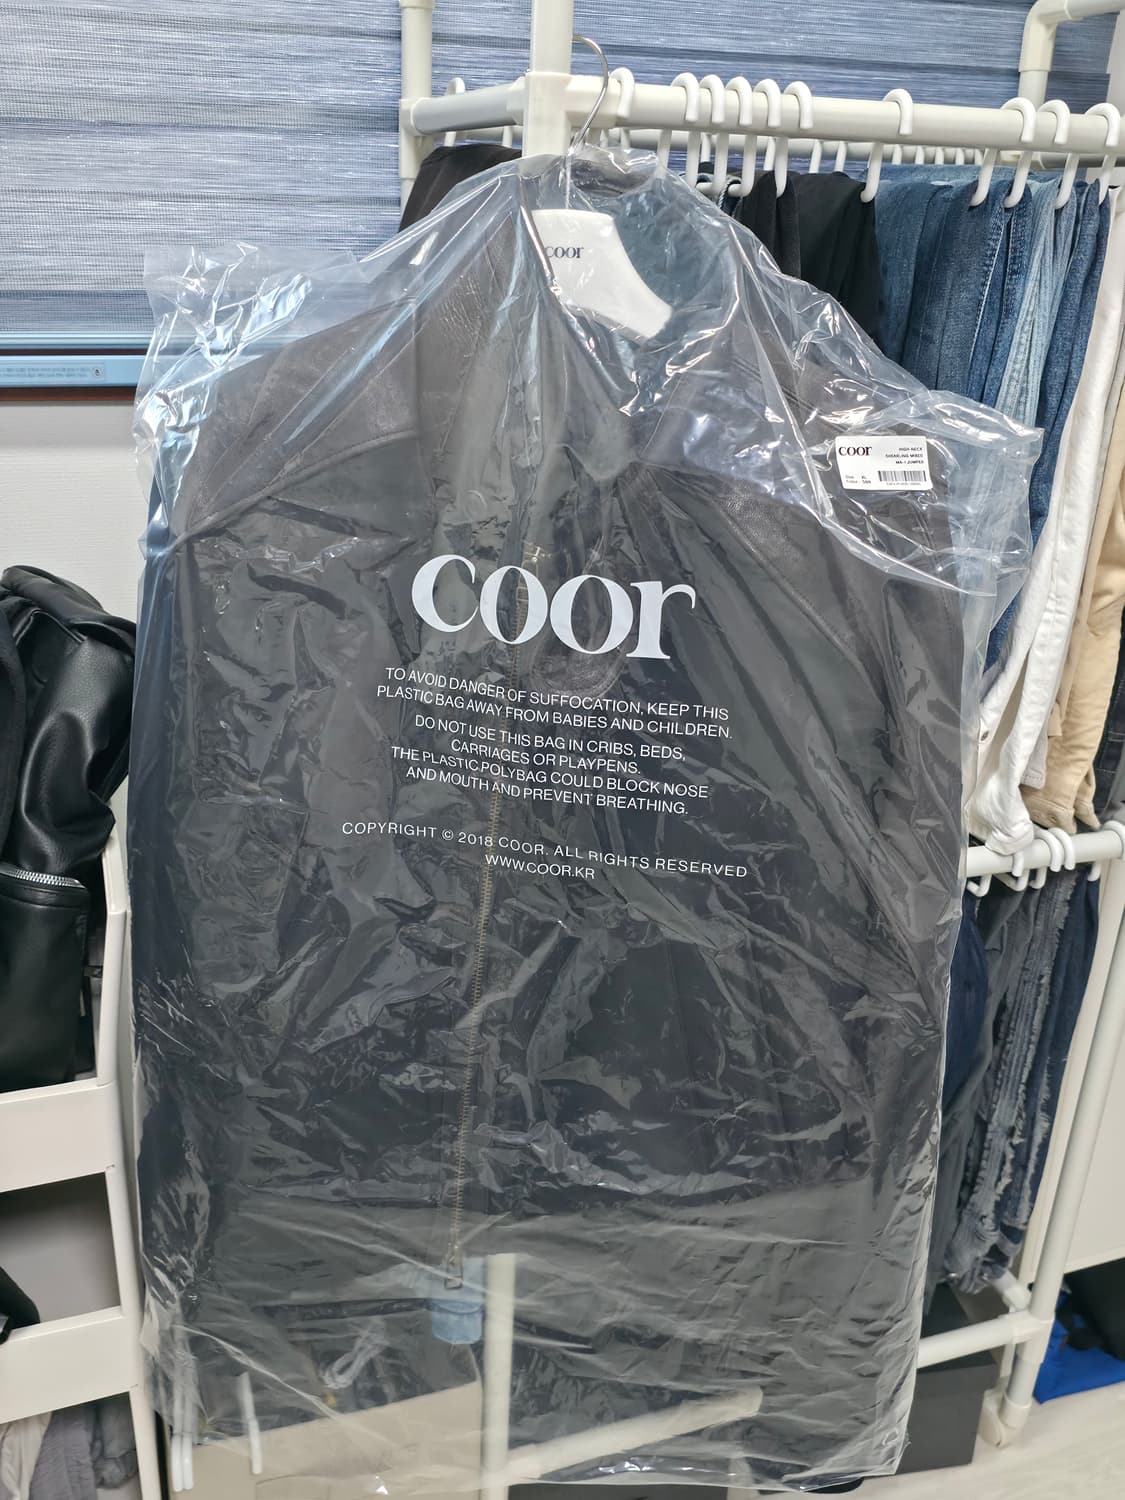 coor
coor
HIGH-NECK
SHEARLING MIXED
MA-1 JUMPER
coor
TO AVOID DANGER OF SUFFOCATION, KEEP THIS
PLASTIC BAG AWAY FROM BABIES AND CHILDREN.
DO NOT USE THIS BAG IN CRIBS, BEDS,
CARRIAGES OR PLAYPENS.
THE PLASTIC POLYBAG COULD BLOCK NOSE
AND MOUTH AND PREVENT BREATHING.
COPYRIGHT © 2018 COOR. ALL RIGHTS RESERVED
WWW.COOR.KR